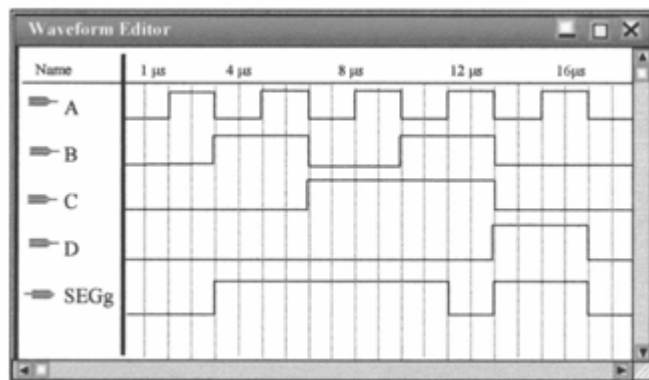 Waveform Editor
Name 1 μs 4 μs 8 μs 12 μs 16μs
A
B
C
D
SEGg